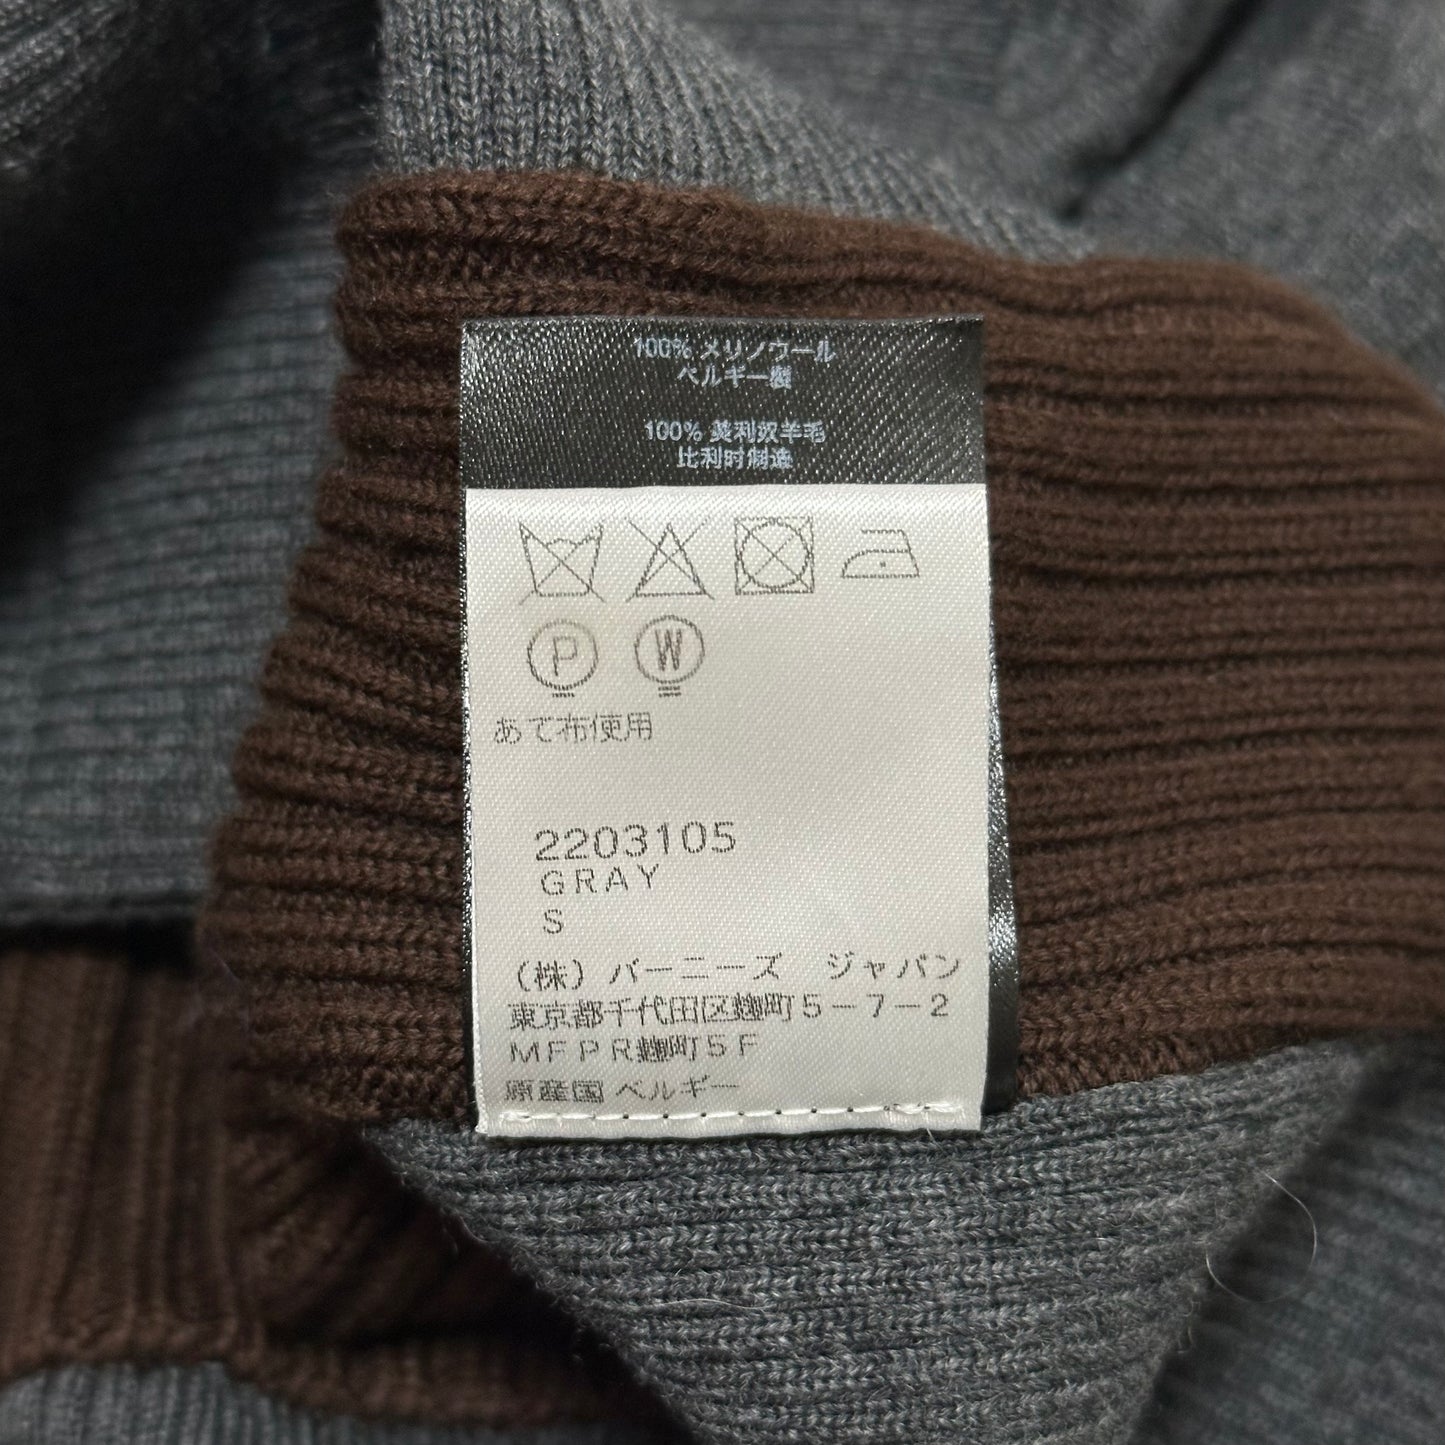 100% メリノウール
ベルギー製
100% 美利奴羊毛
比利时制造
P
W
あて布使用
2203105
GRAY
S
(株) バーニーズ ジャパン
東京都千代田区麹町5-7-2
MFPR麹町5F
原産国 ベルギー